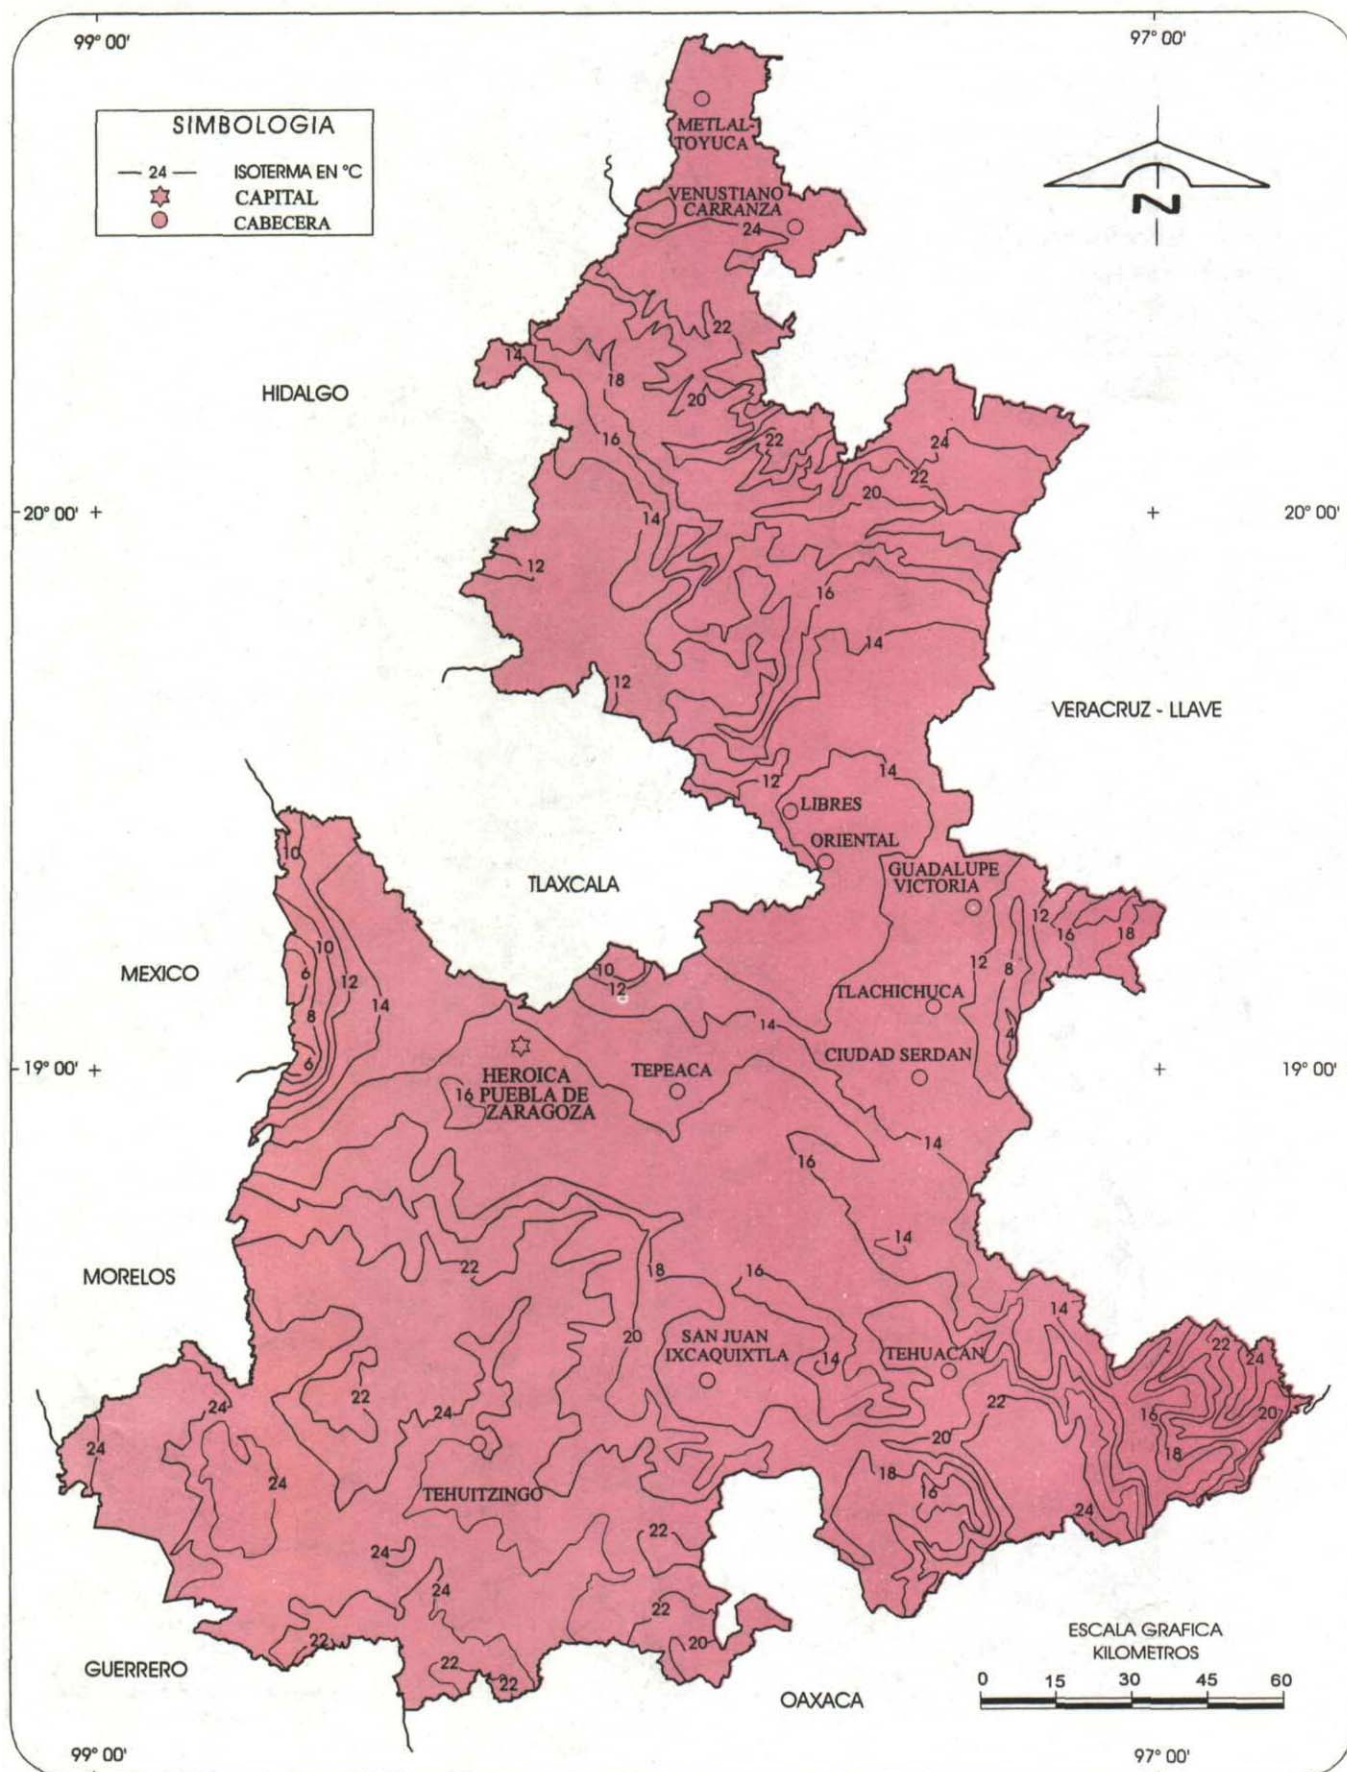 99° 00'
97° 00'
SIMBOLOGIA
— 24 — ISOTERMA EN °C
CAPITAL
CABECERA
METLAL-
TOYUCA
VENUSTIANO
CARRANZA
24
N
22
14
18
HIDALGO
20
16
22
24
22
20
20° 00'
14
20° 00'
12
16
14
12
VERACRUZ - LLAVE
14
12
LIBRES
ORIENTAL
10
GUADALUPE
VICTORIA
TLAXCALA
12
16
18
10
12
8
6
MEXICO
10
12
12
14
TLACHICHUCA
8
14
4
CIUDAD SERDAN
6
19° 00'
TEPEACA
19° 00'
HEROICA
PUEBLA DE
ZARAGOZA
16
14
16
14
22
18
16
MORELOS
14
20
SAN JUAN
IXCAQUIXTLA
14
TEHUACAN
22
24
22
24
24
22
16
20
24
20
18
18
24
TEHUITZINGO
16
24
22
24
24
22
22
20
ESCALA GRAFICA
KILOMETROS
GUERRERO
22
22
0 15 30 45 60
OAXACA
99° 00'
97° 00'